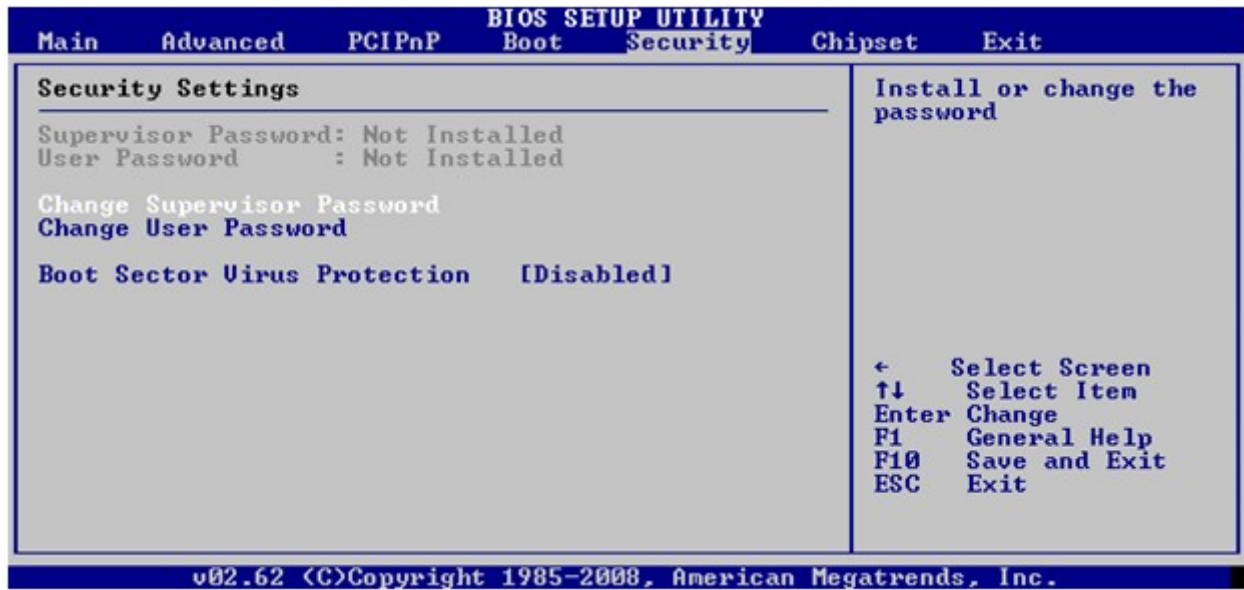 BIOS SETUP UTILITY
Main Advanced PCIPnP Boot Security Chipset Exit
Security Settings
Supervisor Password: Not Installed
User Password : Not Installed
Change Supervisor Password
Change User Password
Boot Sector Virus Protection [Disabled]
Install or change the
password
← Select Screen
↑↓ Select Item
Enter Change
F1 General Help
F10 Save and Exit
ESC Exit
v02.62 (C)Copyright 1985-2008, American Megatrends, Inc.